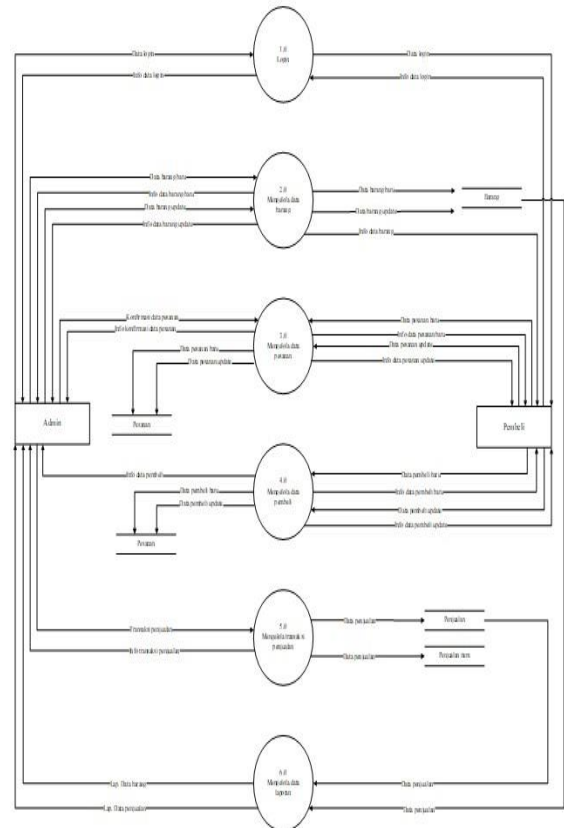 1.0
Login
Data login
Info data login
Data login
Info data login
2.0
Mengelola data
barang
Data barang baru
Info data barang baru
Data barang update
Info data barang update
Data barang baru
Data barang update
Info data barang
Barang
3.0
Mengelola data
pesanan
Konfirmasi data pesanan
Info konfirmasi data pesanan
Data pesanan baru
Data pesanan update
Data pesanan baru
Info data pesanan baru
Data pesanan update
Info data pesanan update
Pesanan
Admin
Pembeli
4.0
Mengelola data
pembeli
Info data pembeli
Data pembeli baru
Data pembeli update
Data pembeli baru
Info data pembeli baru
Data pembeli update
Info data pembeli update
Pesanan
5.0
Mengelola transaksi
penjualan
Transaksi penjualan
Info transaksi penjualan
Data penjualan
Data penjualan
Penjualan
Penjualan item
6.0
Mengelola data
laporan
Lap. Data barang
Lap. Data penjualan
Data penjualan
Data penjualan